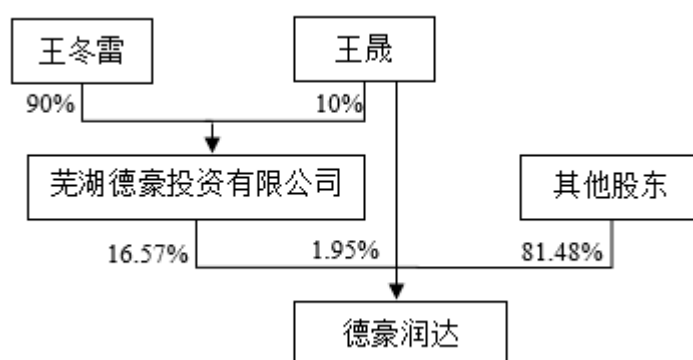 王冬雷
王晟
90%
10%
芜湖德豪投资有限公司
其他股东
16.57%
1.95%
81.48%
德豪润达